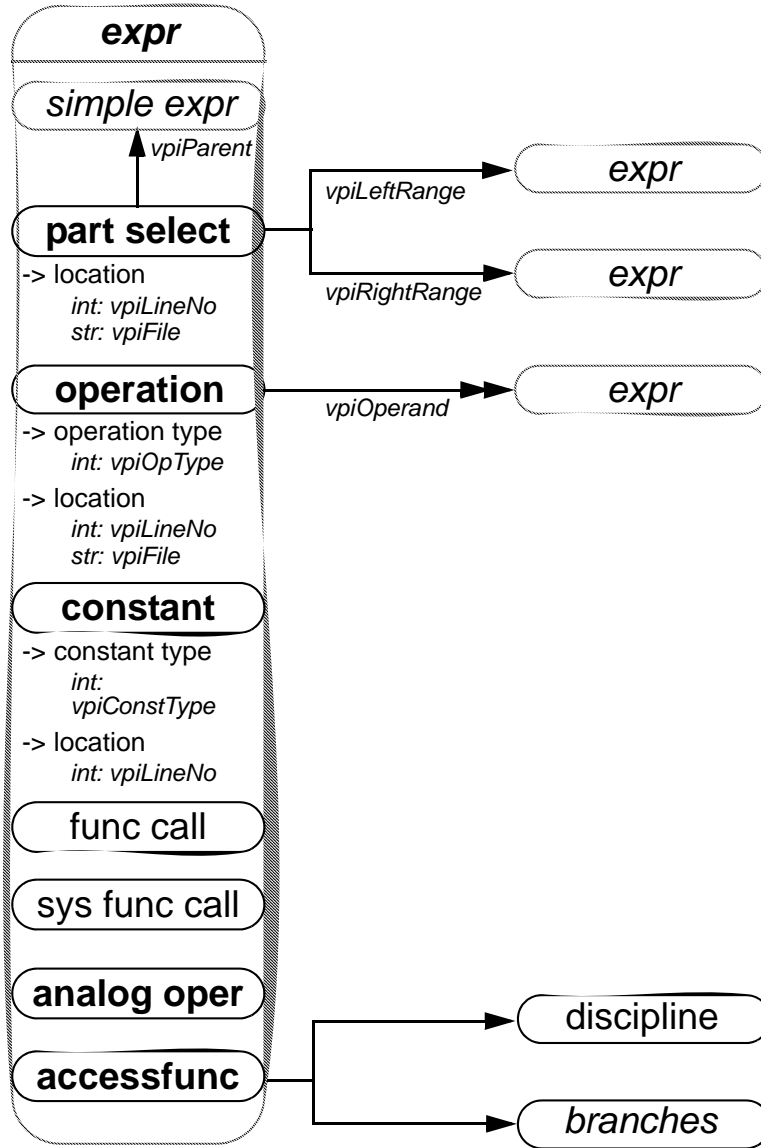 expr
simple expr
vpiParent
expr
vpiLeftRange
part select
expr
vpiRightRange
-> location
int: vpiLineNo
str: vpiFile
operation
expr
vpiOperand
-> operation type
int: vpiOpType
-> location
int: vpiLineNo
str: vpiFile
constant
-> constant type
int:
vpiConstType
-> location
int: vpiLineNo
func call
sys func call
analog oper
discipline
accessfunc
branches